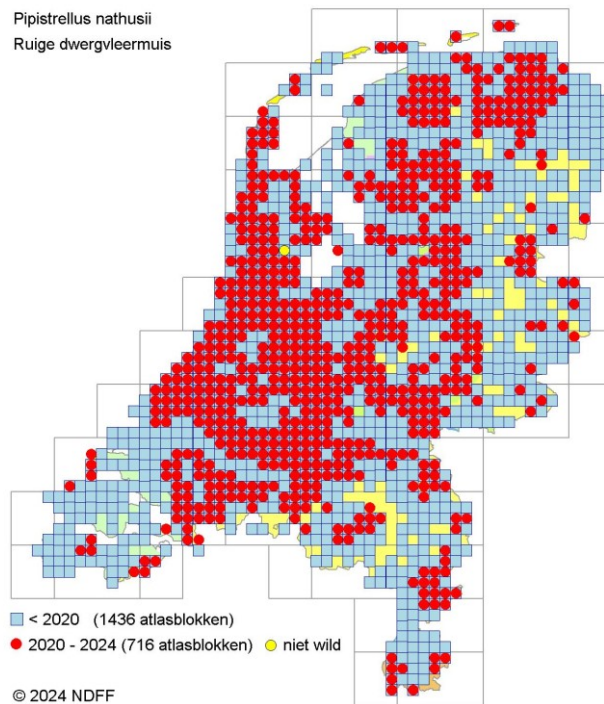 Pipistrellus nathusii
Ruige dwergvleermuis
< 2020 (1436 atlasblokken)
2020 - 2024 (716 atlasblokken) niet wild
© 2024 NDFF